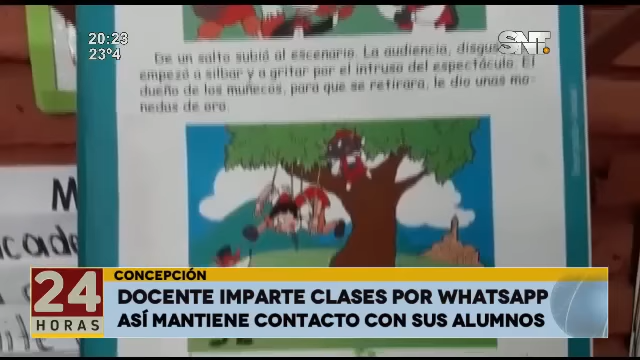 20:23
23°4
SNT.
De un salto subió al escenario. La audiencia, disgus
empezó a silbar y a gritar por el intruso del espectáculo. El
dueño de los muñecos, para que se retirara, le dio unas mo-
nedas de oro.
M
cade
CONCEPCIÓN
24
HORAS
DOCENTE IMPARTE CLASES POR WHATSAPP
ASÍ MANTIENE CONTACTO CON SUS ALUMNOS